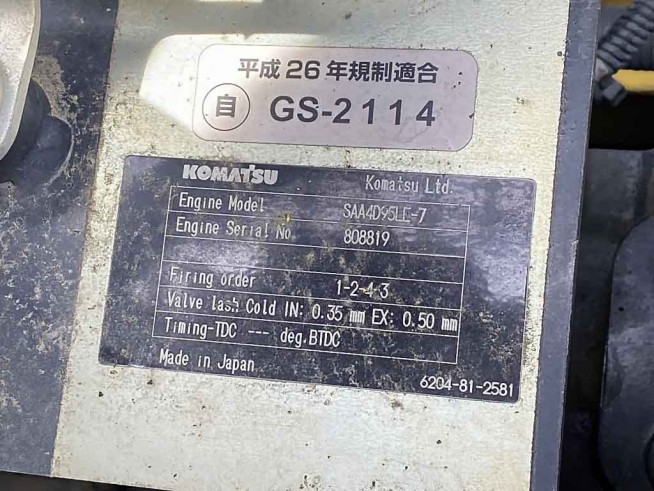 平成26年規制適合
自 GS-2114
KOMATSU Komatsu Ltd.
Engine Model SAA4D95LE-7
Engine Serial No 808819
Firing order 1-2-4-3
Valve lash Cold IN: 0.35 mm EX: 0.50 mm
Timing-TDC --- deg.BTDC
Made in Japan
6204-81-2581